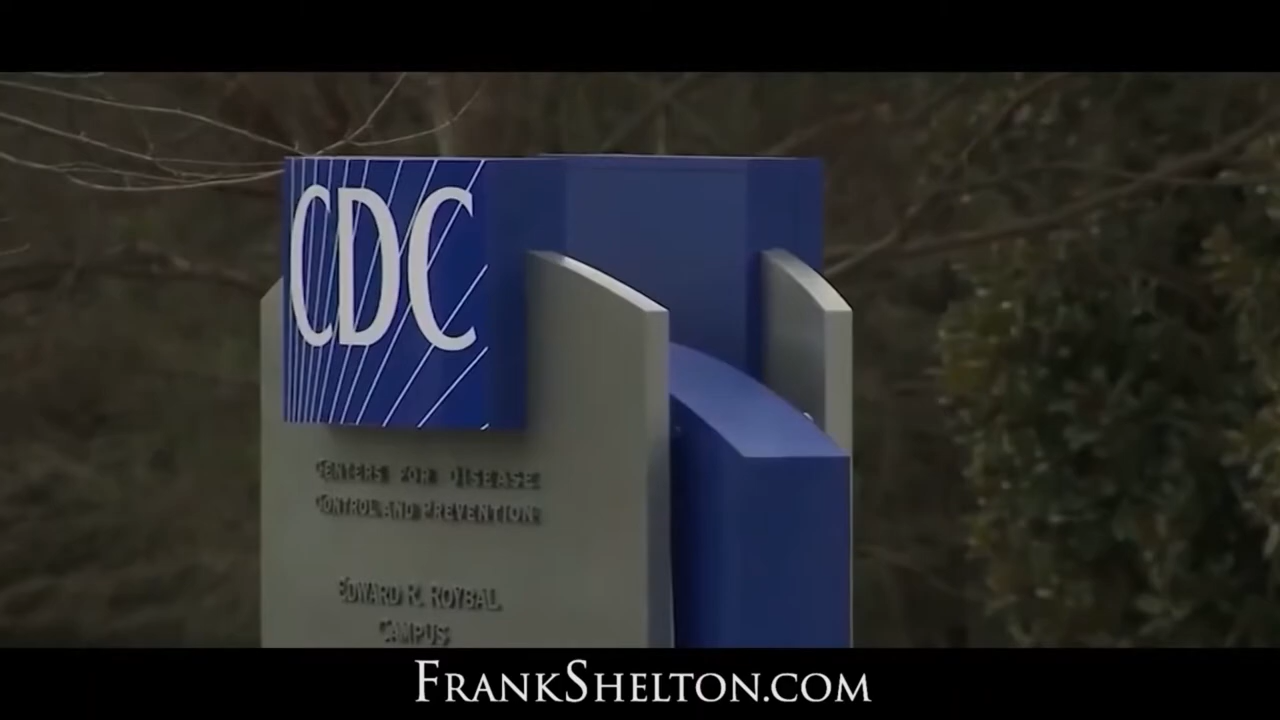 CDC
CENTERS FOR DISEASE
CONTROL AND PREVENTION
EDWARD R. ROYBAL
CAMPUS
FRANKSHELTON.COM